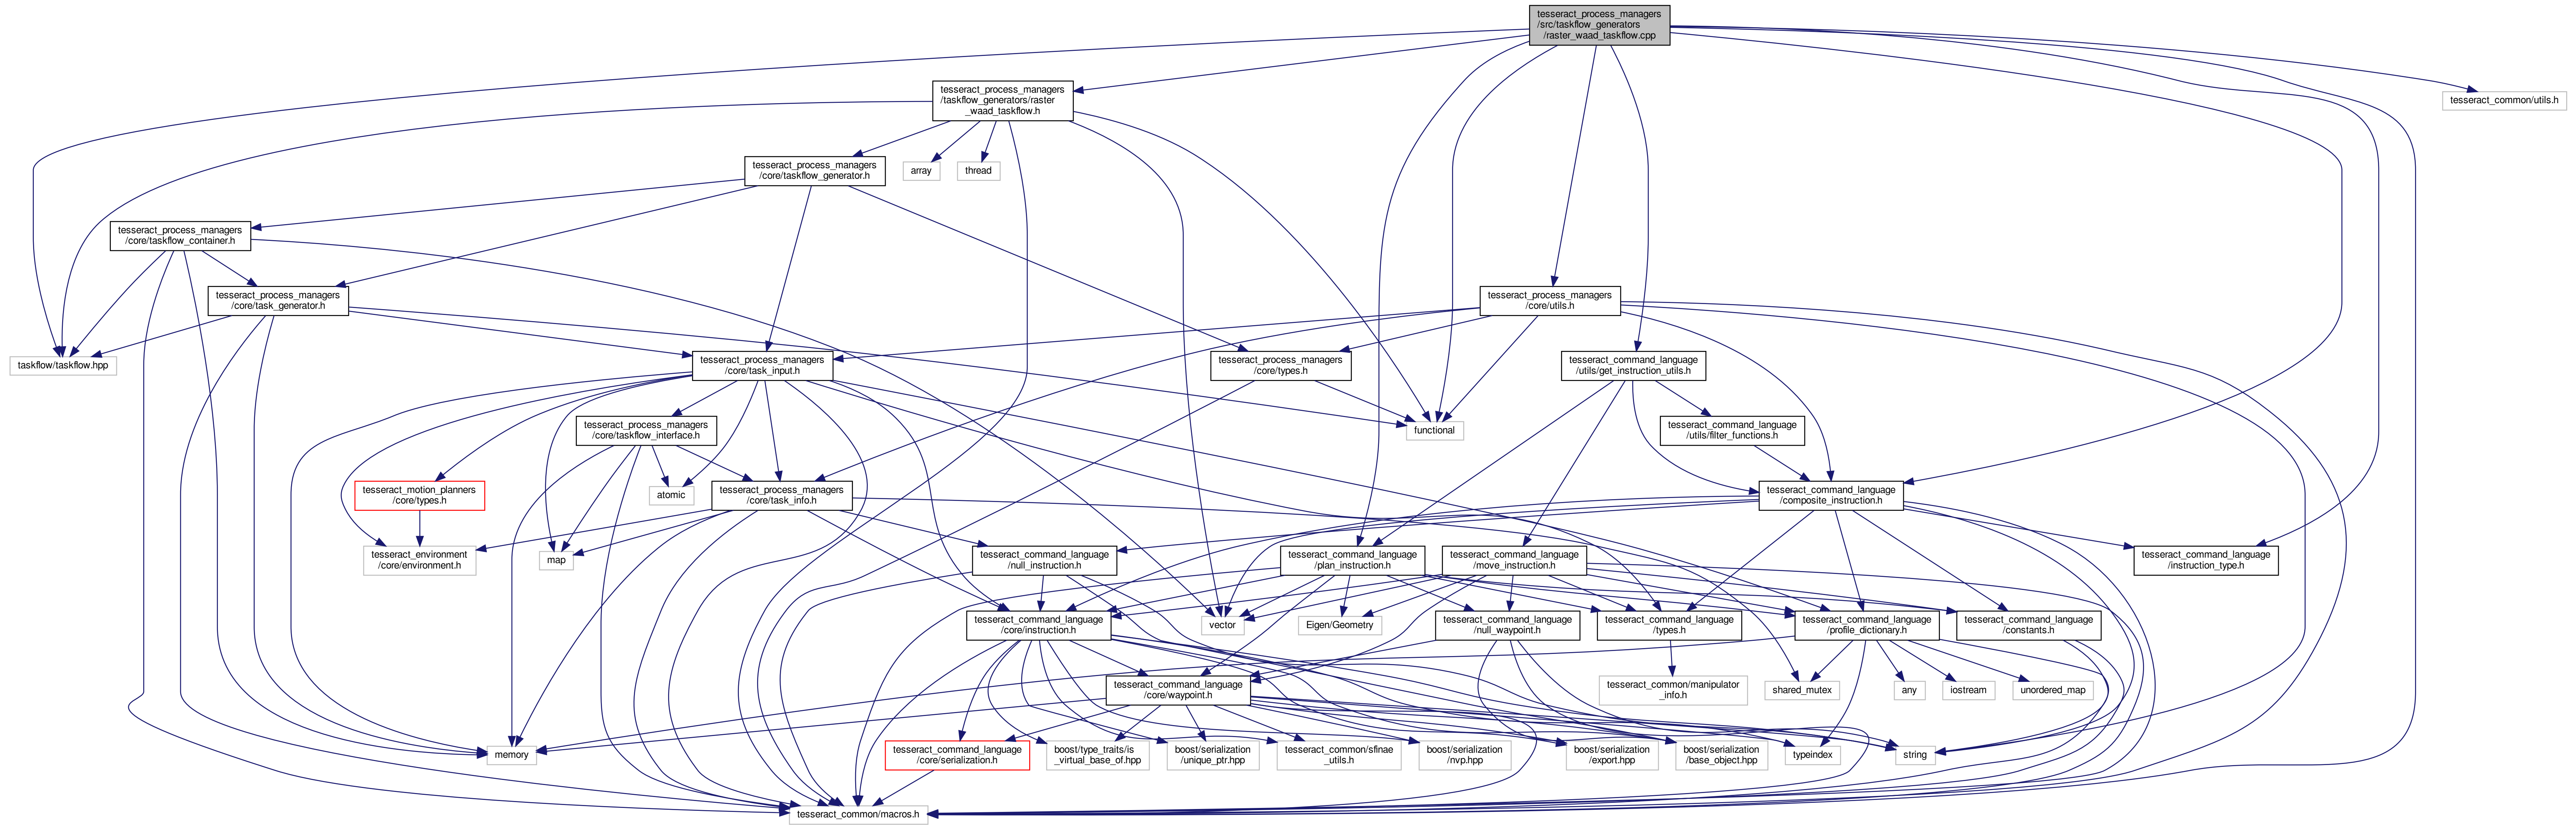 tesseract_process_managers
/src/taskflow_generators
/raster_waad_taskflow.cpp
tesseract_process_managers
/taskflow_generators/raster
_waad_taskflow.h
tesseract_common/utils.h
tesseract_process_managers
/core/taskflow_generator.h
array
thread
tesseract_process_managers
/core/taskflow_container.h
tesseract_process_managers
/core/task_generator.h
tesseract_process_managers
/core/utils.h
taskflow/taskflow.hpp
tesseract_process_managers
/core/task_input.h
tesseract_process_managers
/core/types.h
tesseract_command_language
/utils/get_instruction_utils.h
tesseract_process_managers
/core/taskflow_interface.h
functional
tesseract_command_language
/utils/filter_functions.h
tesseract_motion_planners
/core/types.h
atomic
tesseract_process_managers
/core/task_info.h
tesseract_command_language
/composite_instruction.h
tesseract_environment
/core/environment.h
map
tesseract_command_language
/null_instruction.h
tesseract_command_language
/plan_instruction.h
tesseract_command_language
/move_instruction.h
tesseract_command_language
/instruction_type.h
tesseract_command_language
/core/instruction.h
vector
Eigen/Geometry
tesseract_command_language
/null_waypoint.h
tesseract_command_language
/types.h
tesseract_command_language
/profile_dictionary.h
tesseract_command_language
/constants.h
tesseract_command_language
/core/waypoint.h
tesseract_common/manipulator
_info.h
shared_mutex
any
iostream
unordered_map
memory
tesseract_command_language
/core/serialization.h
boost/type_traits/is
_virtual_base_of.hpp
boost/serialization
/unique_ptr.hpp
tesseract_common/sfinae
_utils.h
boost/serialization
/nvp.hpp
boost/serialization
/export.hpp
boost/serialization
/base_object.hpp
typeindex
string
tesseract_common/macros.h